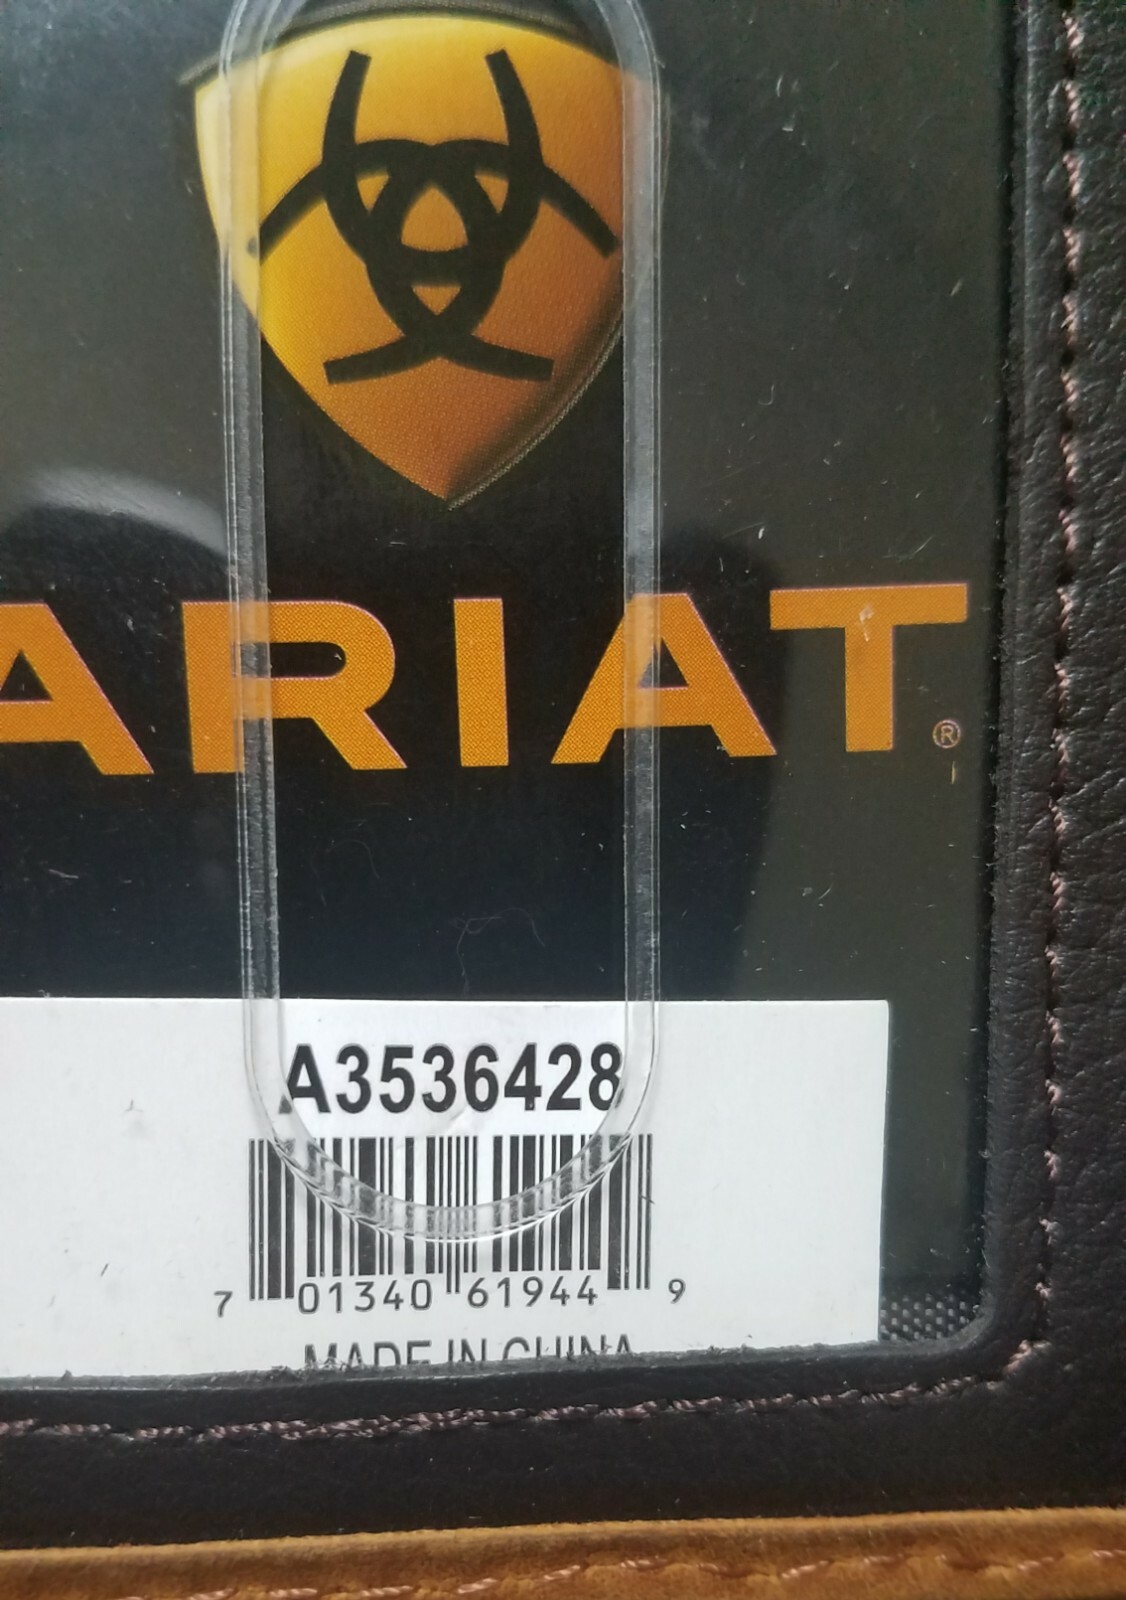 ARIAT®
A3536428
7 01340 61944 9
MADE IN CHINA